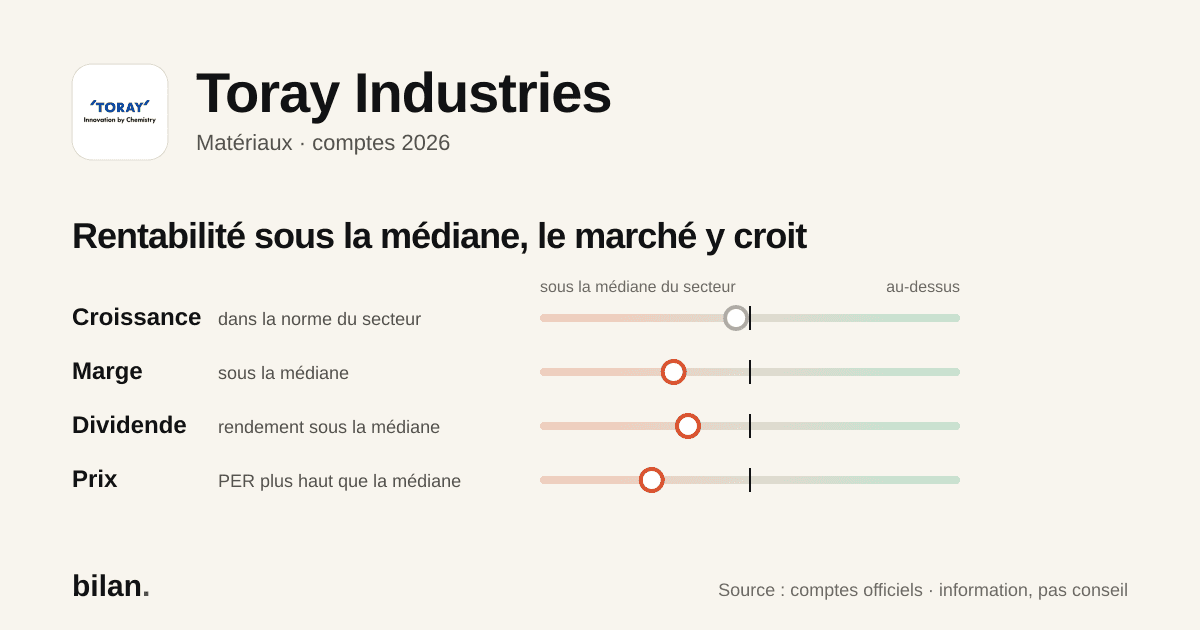 TORAY
Innovation by Chemistry
Toray Industries
Matériaux · comptes 2026
Rentabilité sous la médiane, le marché y croit
sous la médiane du secteur au-dessus
Croissance dans la norme du secteur
Marge sous la médiane
Dividende rendement sous la médiane
Prix PER plus haut que la médiane
bilan.
Source : comptes officiels · information, pas conseil